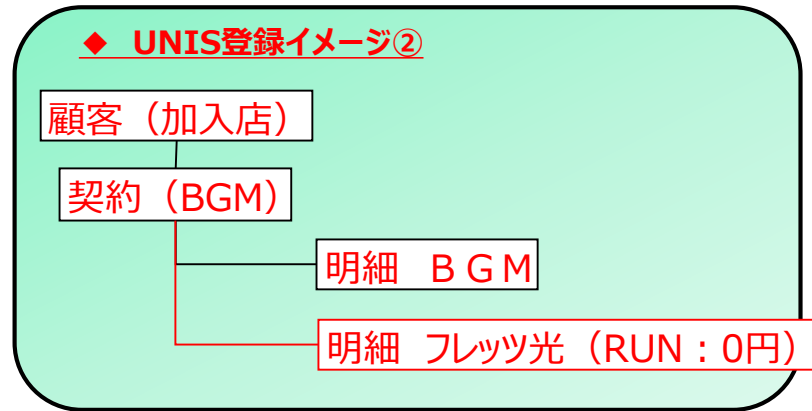 ◆ UNIS登録イメージ②
顧客（加入店）
契約（BGM）
明細 ＢＧＭ
明細 フレッツ光（RUN：0円）